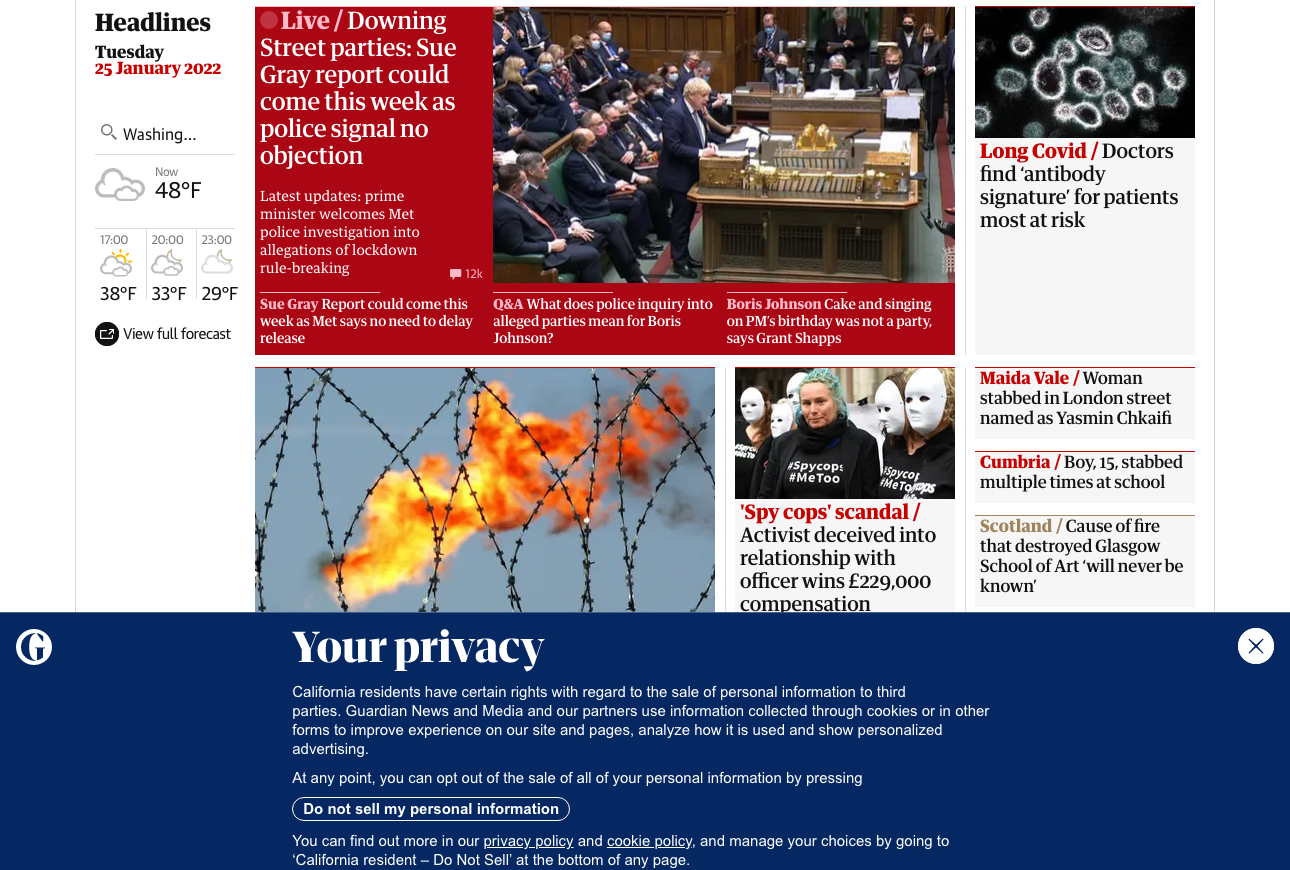 Headlines
Tuesday
25 January 2022
Washing...
Now
48°F
17:00
20:00
23:00
38°F
33°F
29°F
View full forecast
Live / Downing
Street parties: Sue
Gray report could
come this week as
police signal no
objection
Latest updates: prime
minister welcomes Met
police investigation into
allegations of lockdown
rule-breaking
12k
Sue Gray Report could come this
week as Met says no need to delay
release
Q&A What does police inquiry into
alleged parties mean for Boris
Johnson?
Boris Johnson Cake and singing
on PM's birthday was not a party,
says Grant Shapps
Long Covid / Doctors
find ‘antibody
signature’ for patients
most at risk
#Spycops
#MeToo
'Spy cops' scandal /
Activist deceived into
relationship with
officer wins £229,000
compensation
Maida Vale / Woman
stabbed in London street
named as Yasmin Chkaifi
Cumbria / Boy, 15, stabbed
multiple times at school
Scotland / Cause of fire
that destroyed Glasgow
School of Art ‘will never be
known’
G
Your privacy
California residents have certain rights with regard to the sale of personal information to third
parties. Guardian News and Media and our partners use information collected through cookies or in other
forms to improve experience on our site and pages, analyze how it is used and show personalized
advertising.
At any point, you can opt out of the sale of all of your personal information by pressing
Do not sell my personal information
You can find out more in our privacy policy and cookie policy, and manage your choices by going to
‘California resident – Do Not Sell’ at the bottom of any page.